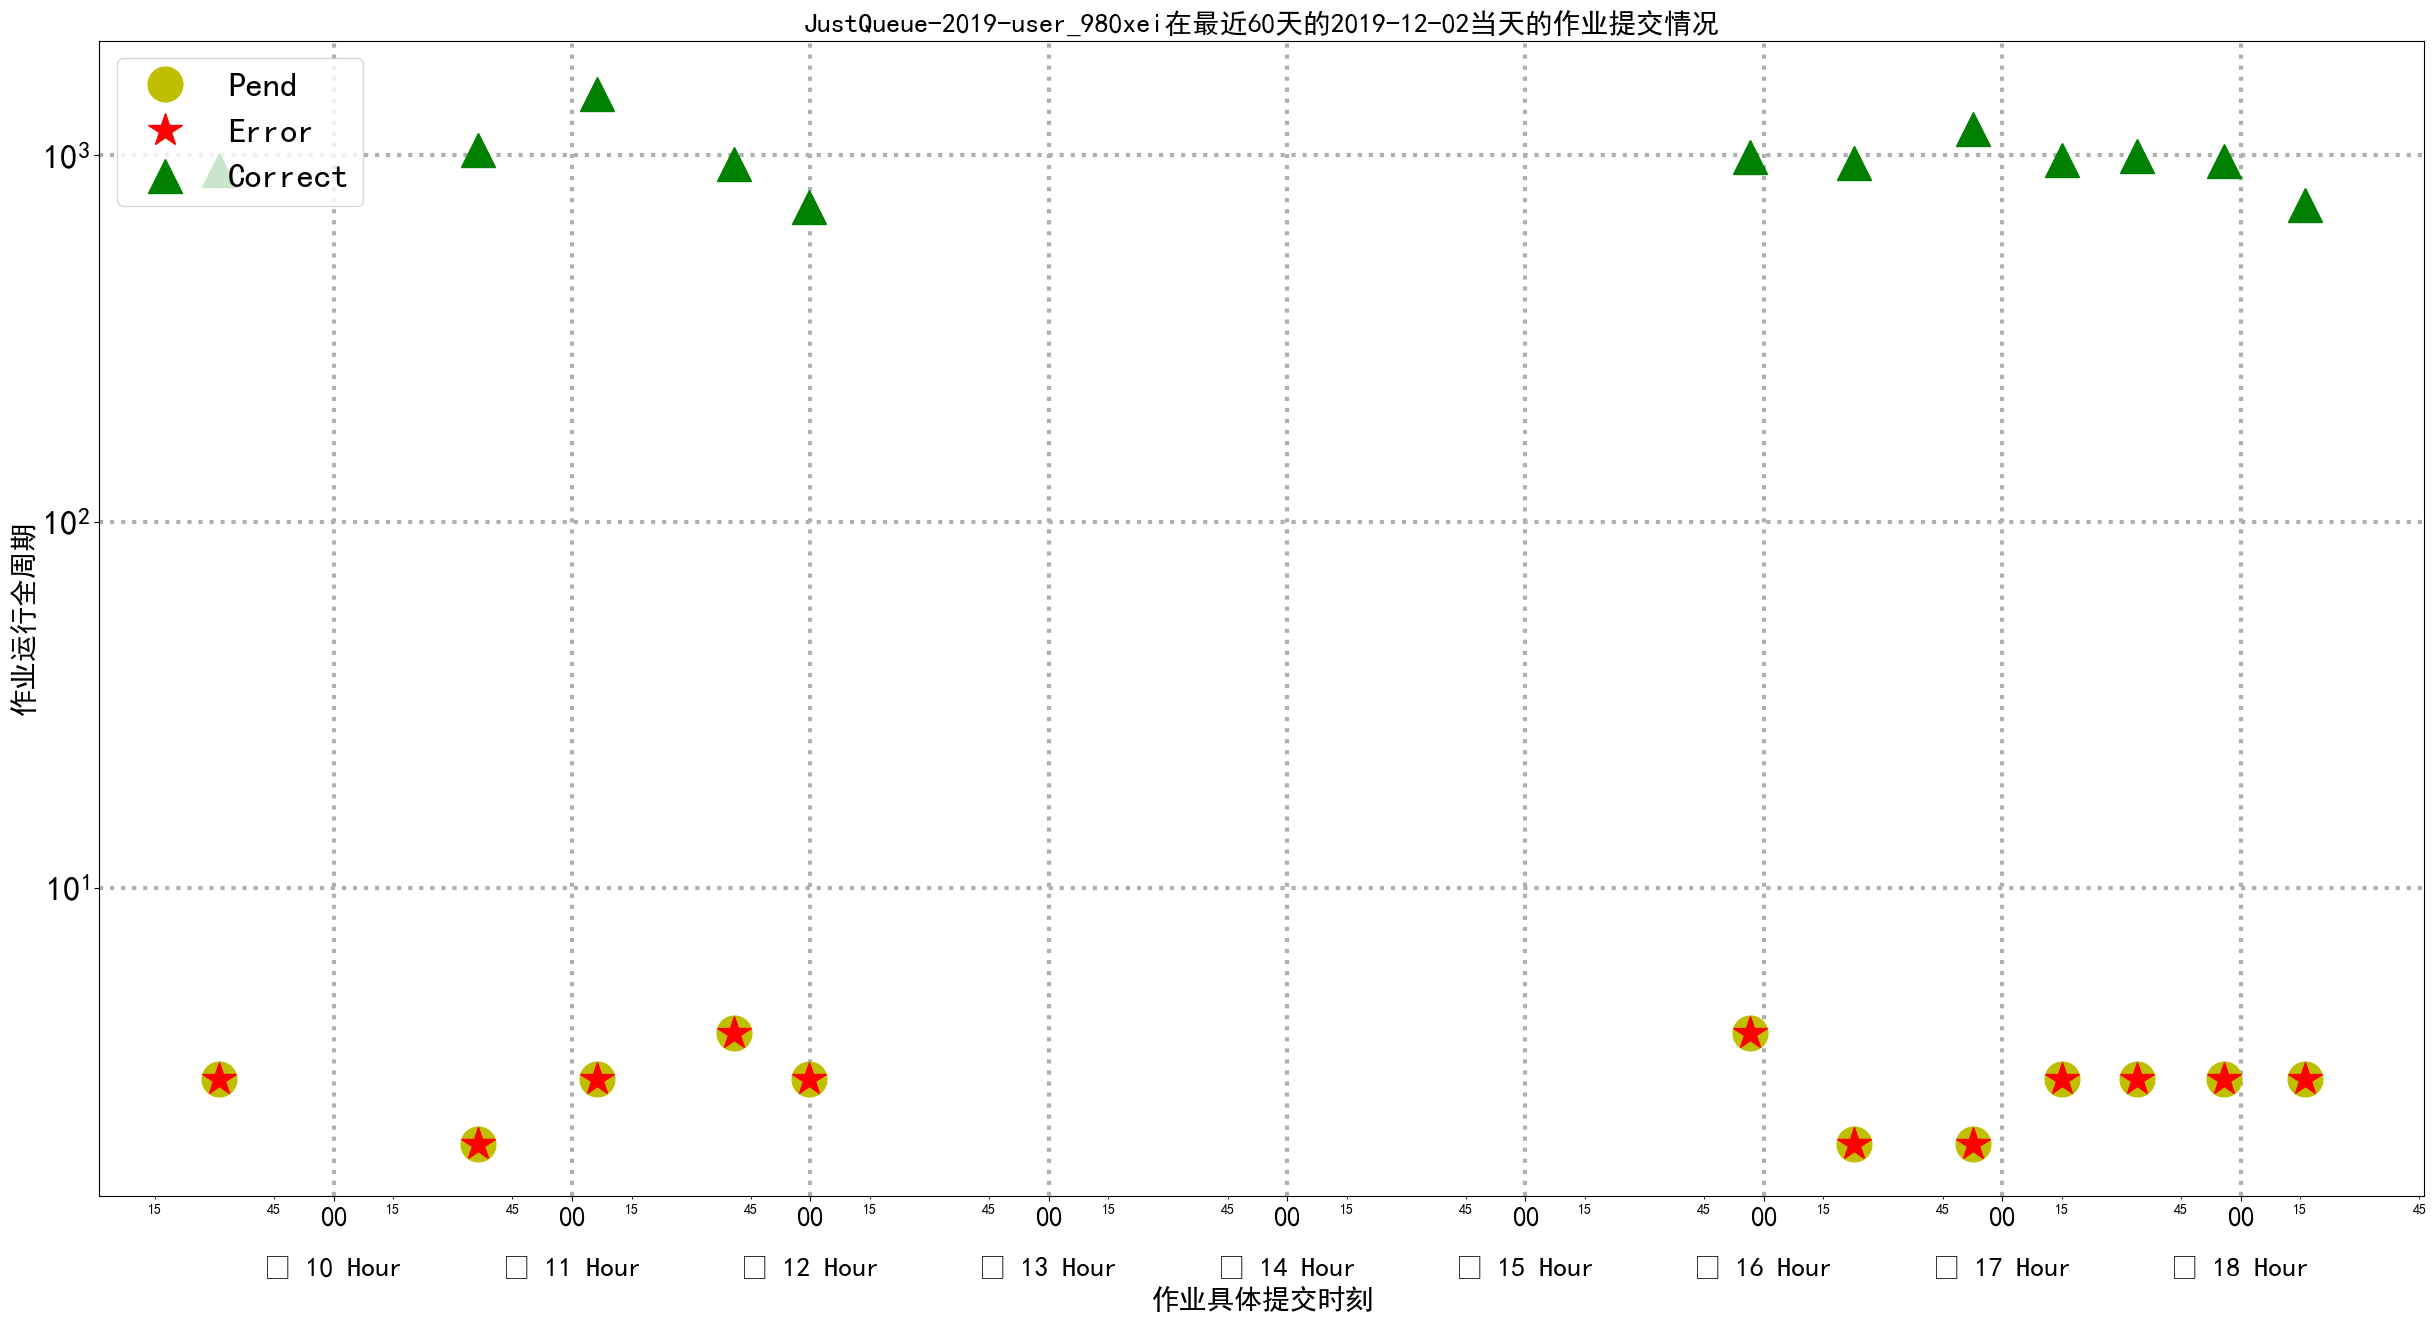 JustQueue-2019-user_980xei在最近60天的2019-12-02当天的作业提交情况
Pend
Error
Correct
10³
10²
10¹
作业运行全周期
15 45 00 15 45 00 15 45 00 15 45 00 15 45 00 15 45 00 15 45 00 15 45 00 15 45 00 15 45
10 Hour 11 Hour 12 Hour 13 Hour 14 Hour 15 Hour 16 Hour 17 Hour 18 Hour
作业具体提交时刻